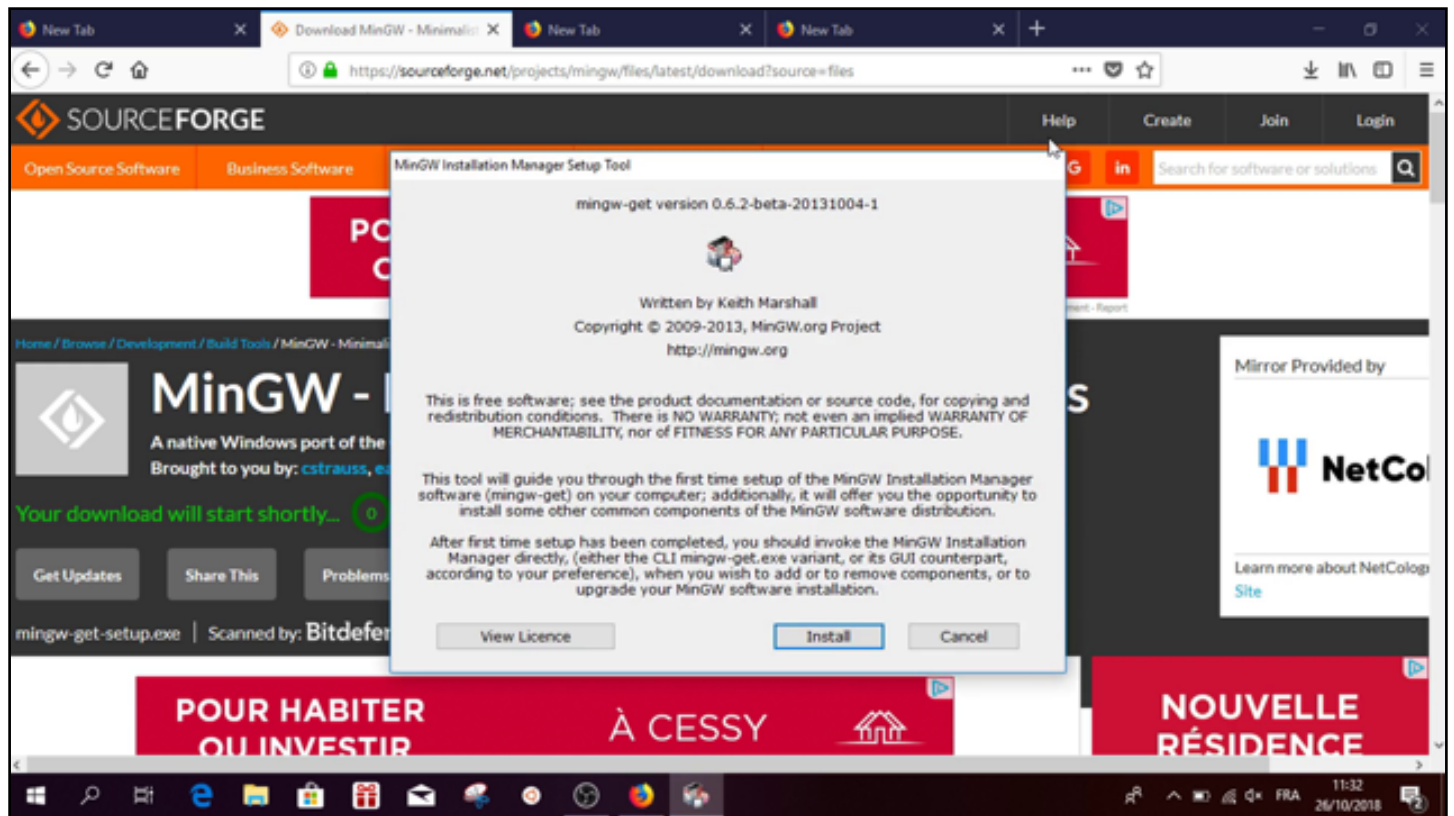 New Tab
Download MinGW - Minimalis
New Tab
New Tab
https://sourceforge.net/projects/mingw/files/latest/download?source=files
SOURCEFORGE
Help
Create
Join
Login
Open Source Software
Business Software
G
in
Search for software or solutions
MinGW Installation Manager Setup Tool
mingw-get version 0.6.2-beta-20131004-1
Written by Keith Marshall
Copyright © 2009-2013, MinGW.org Project
http://mingw.org
This is free software; see the product documentation or source code, for copying and
redistribution conditions. There is NO WARRANTY; not even an implied WARRANTY OF
MERCHANTABILITY, nor of FITNESS FOR ANY PARTICULAR PURPOSE.
This tool will guide you through the first time setup of the MinGW Installation Manager
software (mingw-get) on your computer; additionally, it will offer you the opportunity to
install some other common components of the MinGW software distribution.
After first time setup has been completed, you should invoke the MinGW Installation
Manager directly, (either the CLI mingw-get.exe variant, or its GUI counterpart,
according to your preference), when you wish to add or to remove components, or to
upgrade your MinGW software installation.
View Licence
Install
Cancel
PO
C
ment - Report
Home / Browse / Development / Build Tools / MinGW - Minimali
MinGW -
s
A native Windows port of the
Brought to you by: cstrauss, ea
Your download will start shortly... 0
Get Updates
Share This
Problems
mingw-get-setup.exe | Scanned by: Bitdefer
Mirror Provided by
NetCol
Learn more about NetColog
Site
POUR HABITER
OU INVESTIR
À CESSY
NOUVELLE
RÉSIDENCE
FRA
11:32
26/10/2018
2